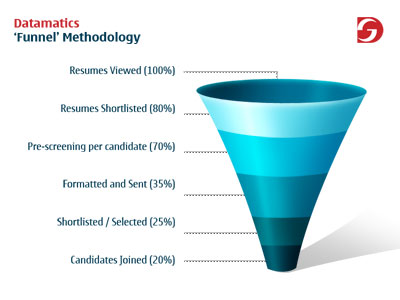 Datamatics
‘Funnel’ Methodology
Resumes Viewed (100%)
Resumes Shortlisted (80%)
Pre-screening per candidate (70%)
Formatted and Sent (35%)
Shortlisted / Selected (25%)
Candidates Joined (20%)